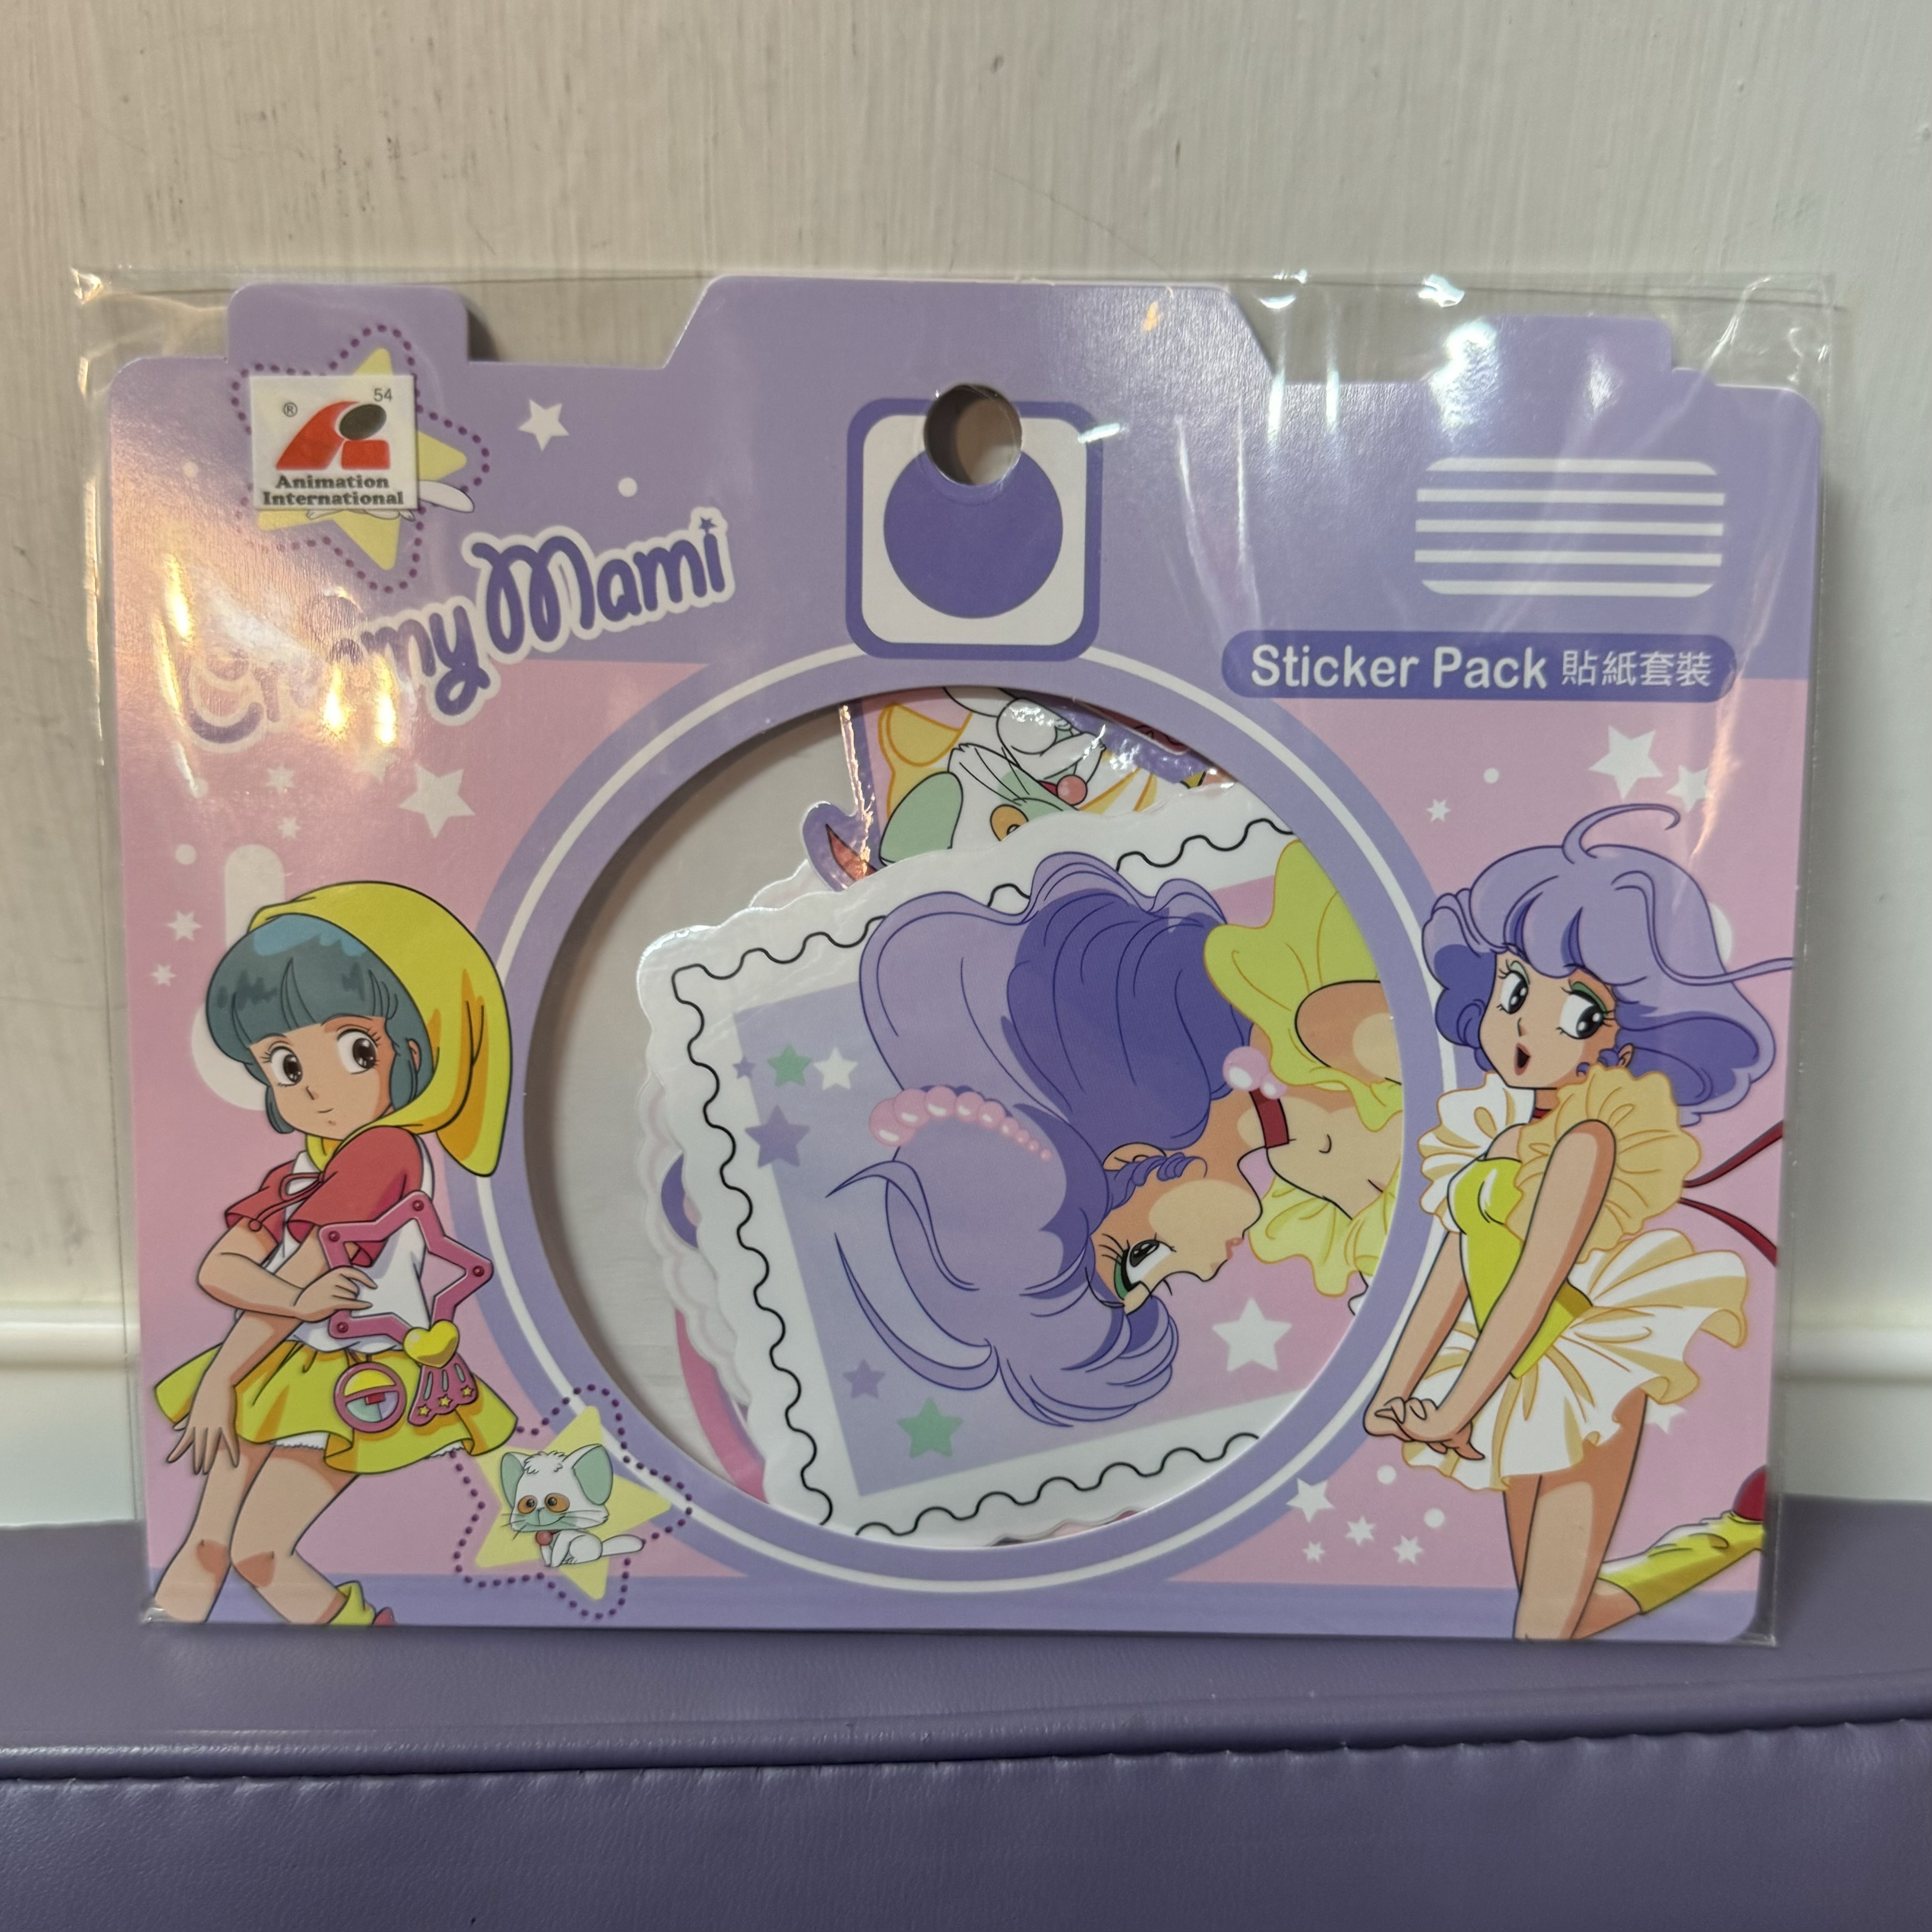 ® 54
Animation
International
Creamy Mami
Sticker Pack 貼紙套裝